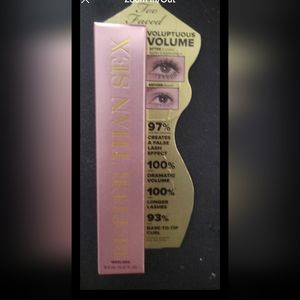 Zoom In/Out
BETTER THAN SEX
MASCARA
Too
Faced
VOLUPTUOUS
VOLUME
97%
CREATES
A FALSE
LASH
EFFECT
100%
DRAMATIC
VOLUME
100%
LONGER
LASHES
93%
BASE-TO-TIP
CURL